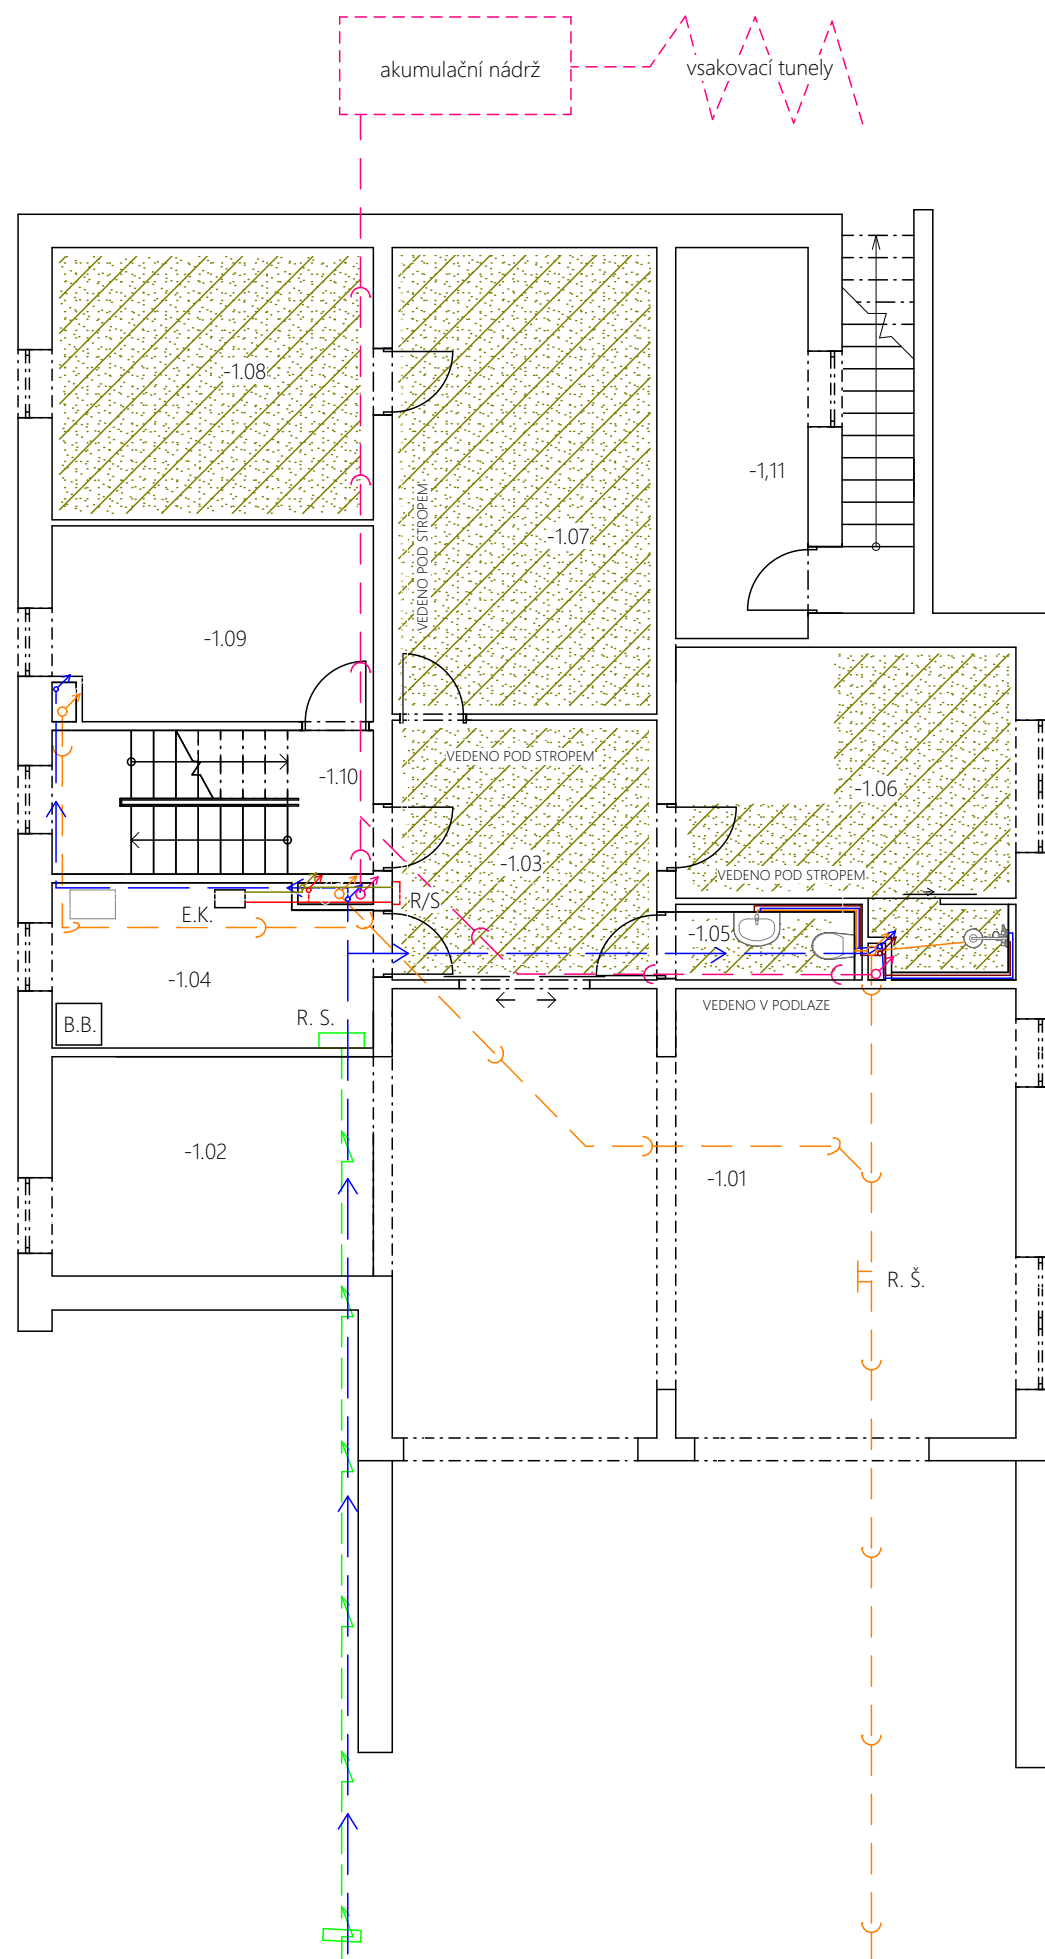 akumulační nádrž
vsakovací tunely
-1.08
-1,11
VEDENO POD STROPEM
-1.07
-1.09
VEDENO POD STROPEM
-1.10
-1.06
-1.03
VEDENO POD STROPEM
E.K.
R/S
-1.05
-1.04
VEDENO V PODLAZE
B.B.
R. S.
-1.02
-1.01
R. Š.